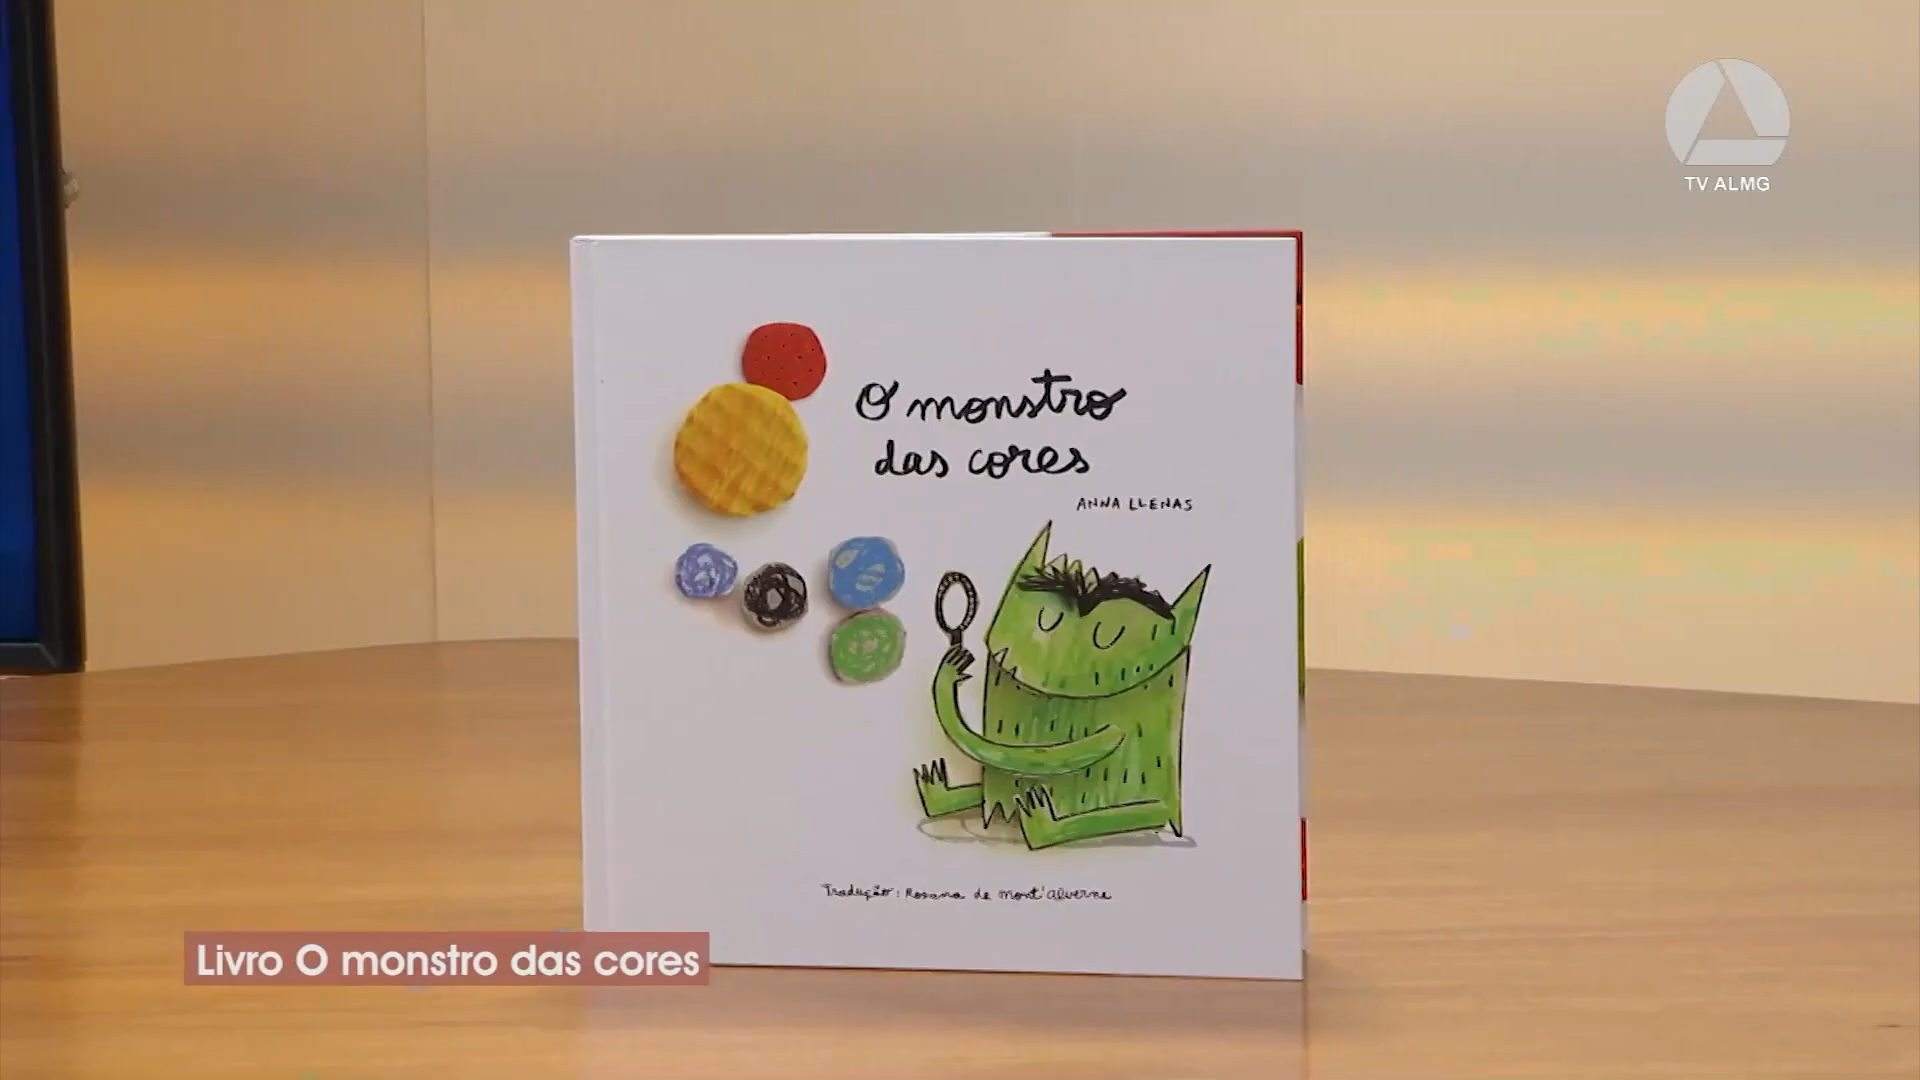 TV ALMG
O monstro
das cores
ANNA LLENAS
Tradução: Rosana de Mont'Alverne
Livro O monstro das cores